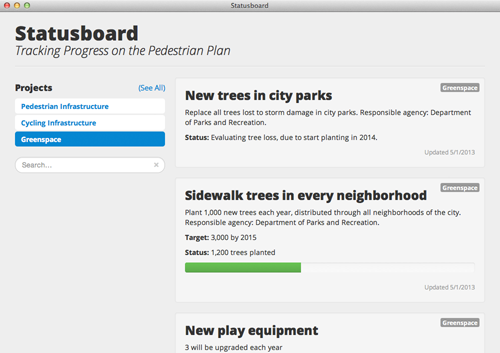 Statusboard
Statusboard
Tracking Progress on the Pedestrian Plan
Projects
(See All)
Pedestrian Infrastructure
Cycling Infrastructure
Greenspace
Search...
Greenspace
New trees in city parks
Replace all trees lost to storm damage in city parks. Responsible agency: Department
of Parks and Recreation.
Status: Evaluating tree loss, due to start planting in 2014.
Updated 5/1/2013
Greenspace
Sidewalk trees in every neighborhood
Plant 1,000 new trees each year, distributed through all neighborhoods of the city.
Responsible agency: Department of Parks and Recreation.
Target: 3,000 by 2015
Status: 1,200 trees planted
Updated 5/1/2013
Greenspace
New play equipment
3 will be upgraded each year